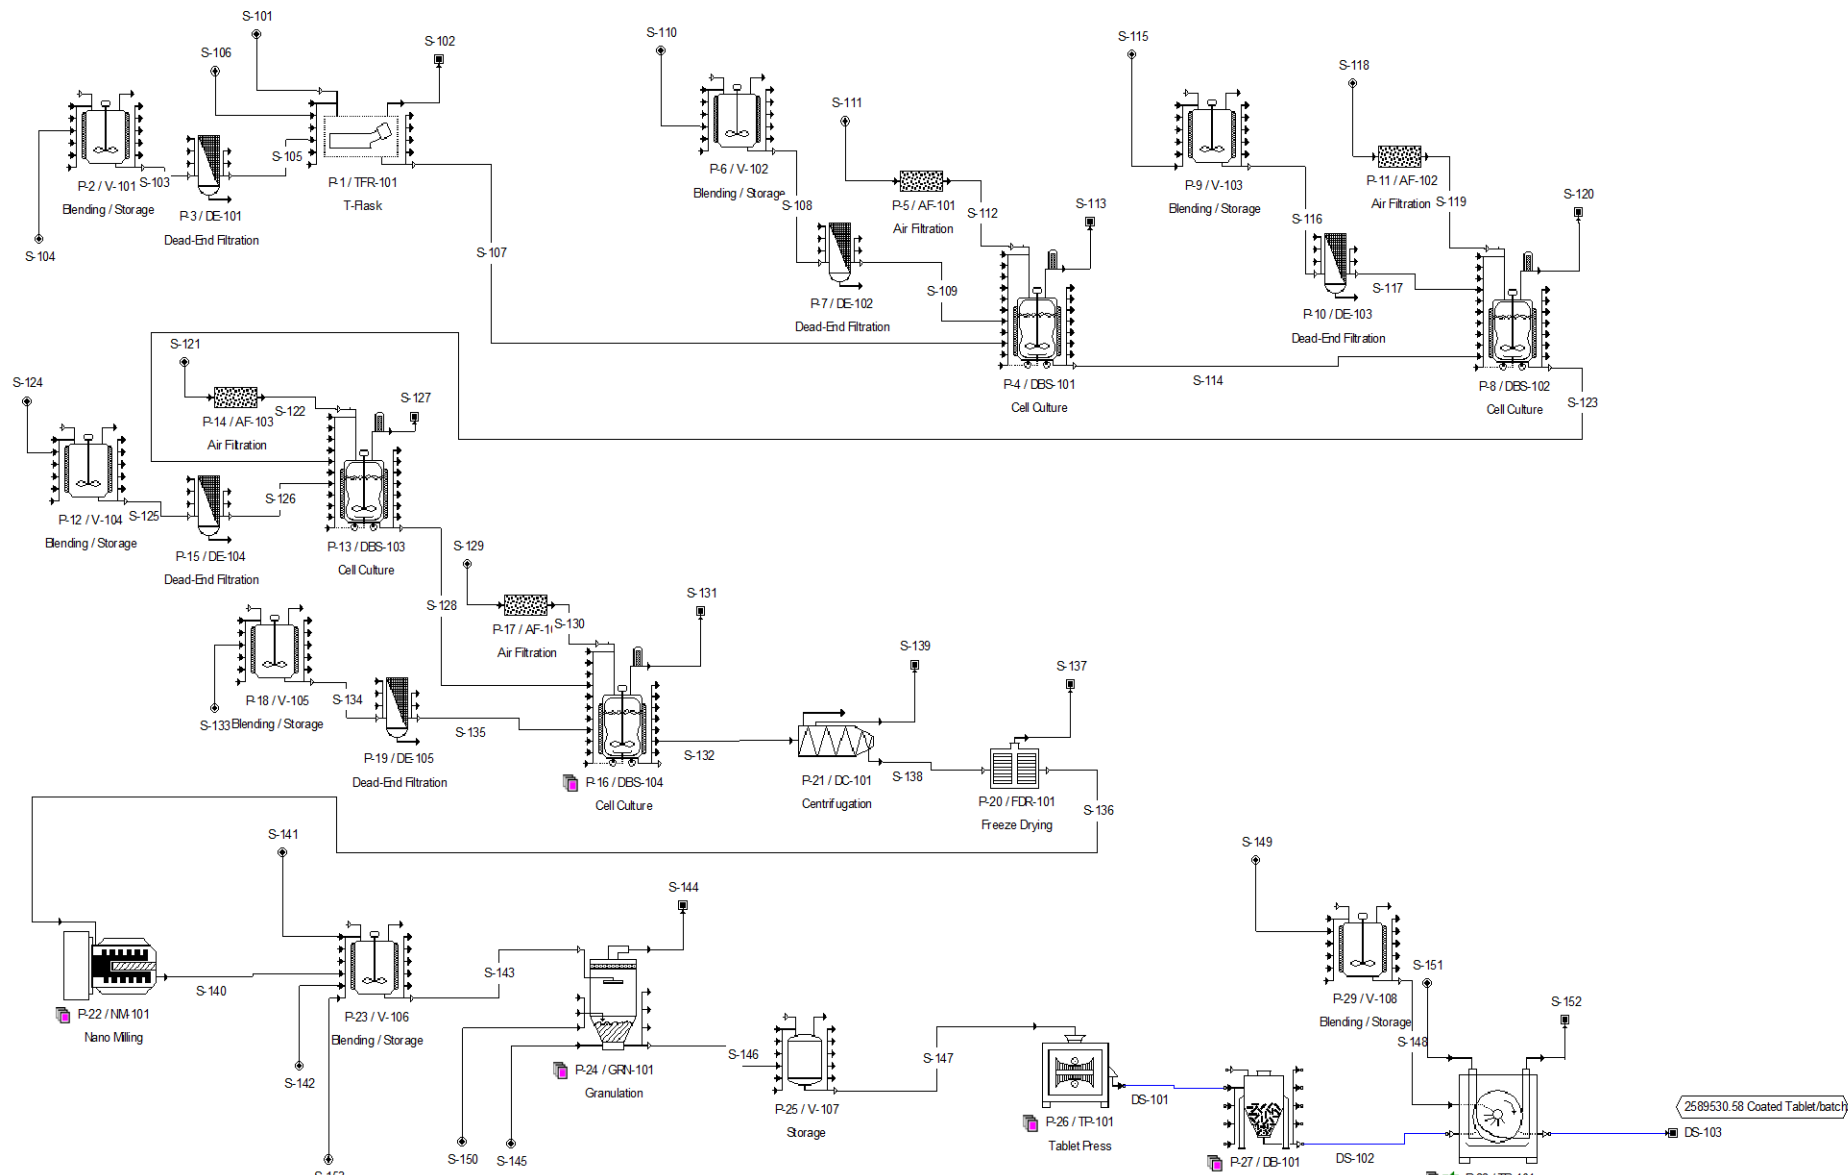 S-101
S-106
S-102
P-2 / V-101
S-103
Blending / Storage
P-3 / DE-101
Dead-End Filtration
S-105
P-1 / TFR-101
T-Flask
S-104
S-107
S-110
S-111
P-6 / V-102
Blending / Storage
S-108
P-5 / AF-101
Air Filtration
S-112
S-113
P-7 / DE-102
Dead-End Filtration
S-109
P-4 / DBS-101
Cell Culture
S-114
S-115
S-118
P-9 / V-103
Blending / Storage
S-116
P-11 / AF-102
Air Filtration
S-119
S-120
P-10 / DE-103
Dead-End Filtration
S-117
P-8 / DBS-102
Cell Culture
S-123
S-121
S-124
P-14 / AF-103
Air Filtration
S-122
S-127
P-12 / V-104
Blending / Storage
S-125
P-15 / DE-104
Dead-End Filtration
S-126
P-13 / DBS-103
Cell Culture
S-128
S-129
P-17 / AF-1
Air Filtration
S-130
S-131
P-18 / V-105
Blending / Storage
S-133
S-134
P-19 / DE-105
Dead-End Filtration
S-135
P-16 / DBS-104
Cell Culture
S-132
S-139
P-21 / DC-101
Centrifugation
S-138
S-137
P-20 / FDR-101
Freeze Drying
S-136
S-141
P-22 / NM-101
Nano Milling
S-140
P-23 / V-106
Blending / Storage
S-142
S-143
S-144
P-24 / GRN-101
Granulation
S-150
S-145
S-146
P-25 / V-107
Storage
S-147
P-26 / TP-101
Tablet Press
DS-101
P-27 / DB-101
DS-102
S-149
P-29 / V-108
Blending / Storage
S-148
S-151
S-152
2589530.58 Coated Tablet/batch
DS-103